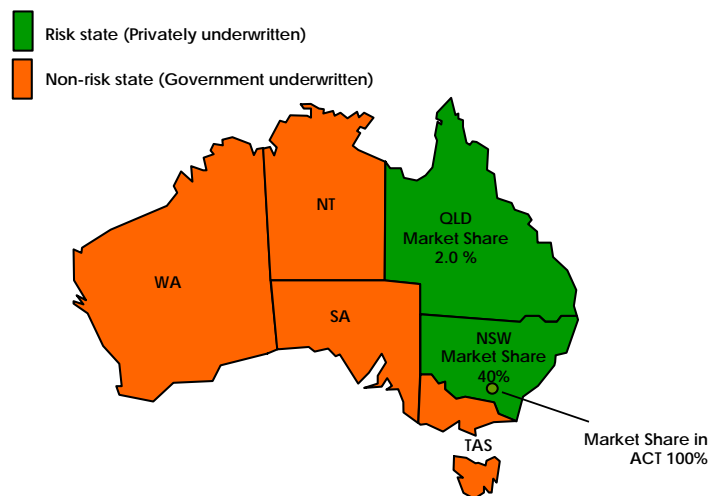 Risk state (Privately underwritten)
Non-risk state (Government underwritten)
NT
QLD
Market Share
2.0 %
WA
SA
NSW
Market Share
40%
TAS
Market Share in
ACT 100%